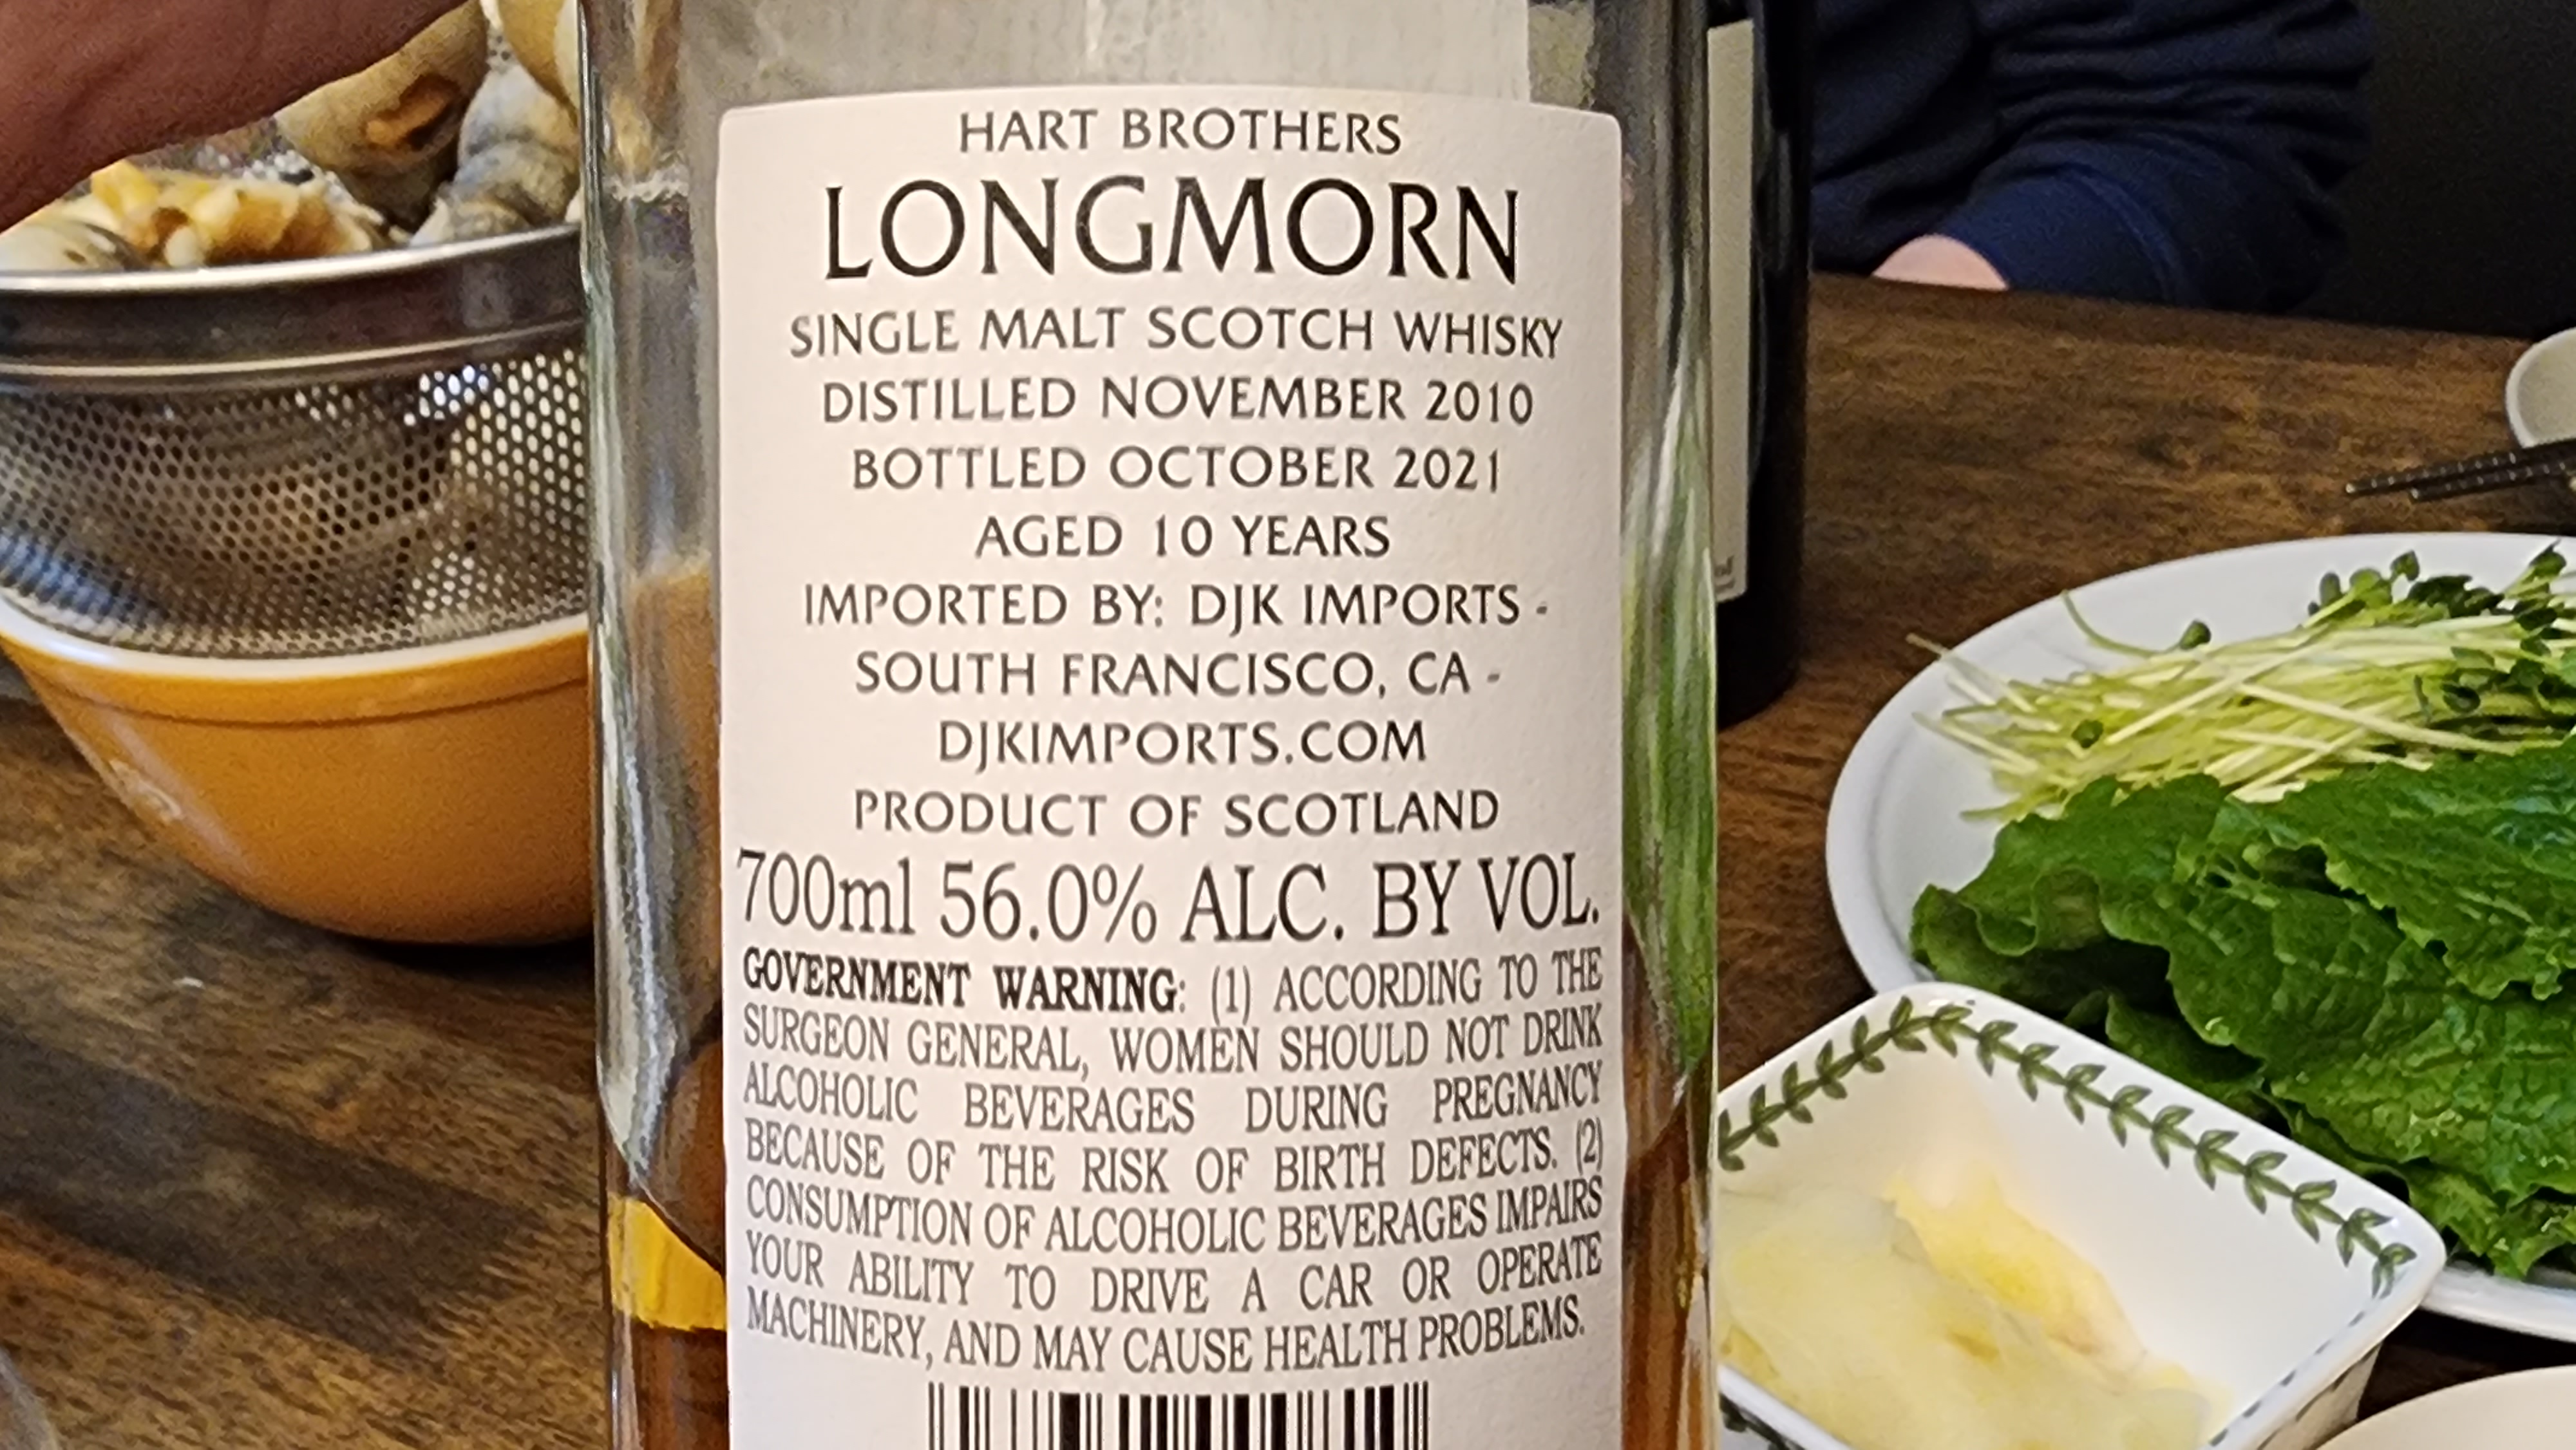 HART BROTHERS
LONGMORN
SINGLE MALT SCOTCH WHISKY
DISTILLED NOVEMBER 2010
BOTTLED OCTOBER 2021
AGED 10 YEARS
IMPORTED BY: DJK IMPORTS -
SOUTH FRANCISCO, CA -
DJKIMPORTS.COM
PRODUCT OF SCOTLAND
700ml 56.0% ALC. BY VOL.
GOVERNMENT WARNING: (1) ACCORDING TO THE
SURGEON GENERAL, WOMEN SHOULD NOT DRINK
ALCOHOLIC BEVERAGES DURING PREGNANCY
BECAUSE OF THE RISK OF BIRTH DEFECTS. (2)
CONSUMPTION OF ALCOHOLIC BEVERAGES IMPAIRS
YOUR ABILITY TO DRIVE A CAR OR OPERATE
MACHINERY, AND MAY CAUSE HEALTH PROBLEMS.